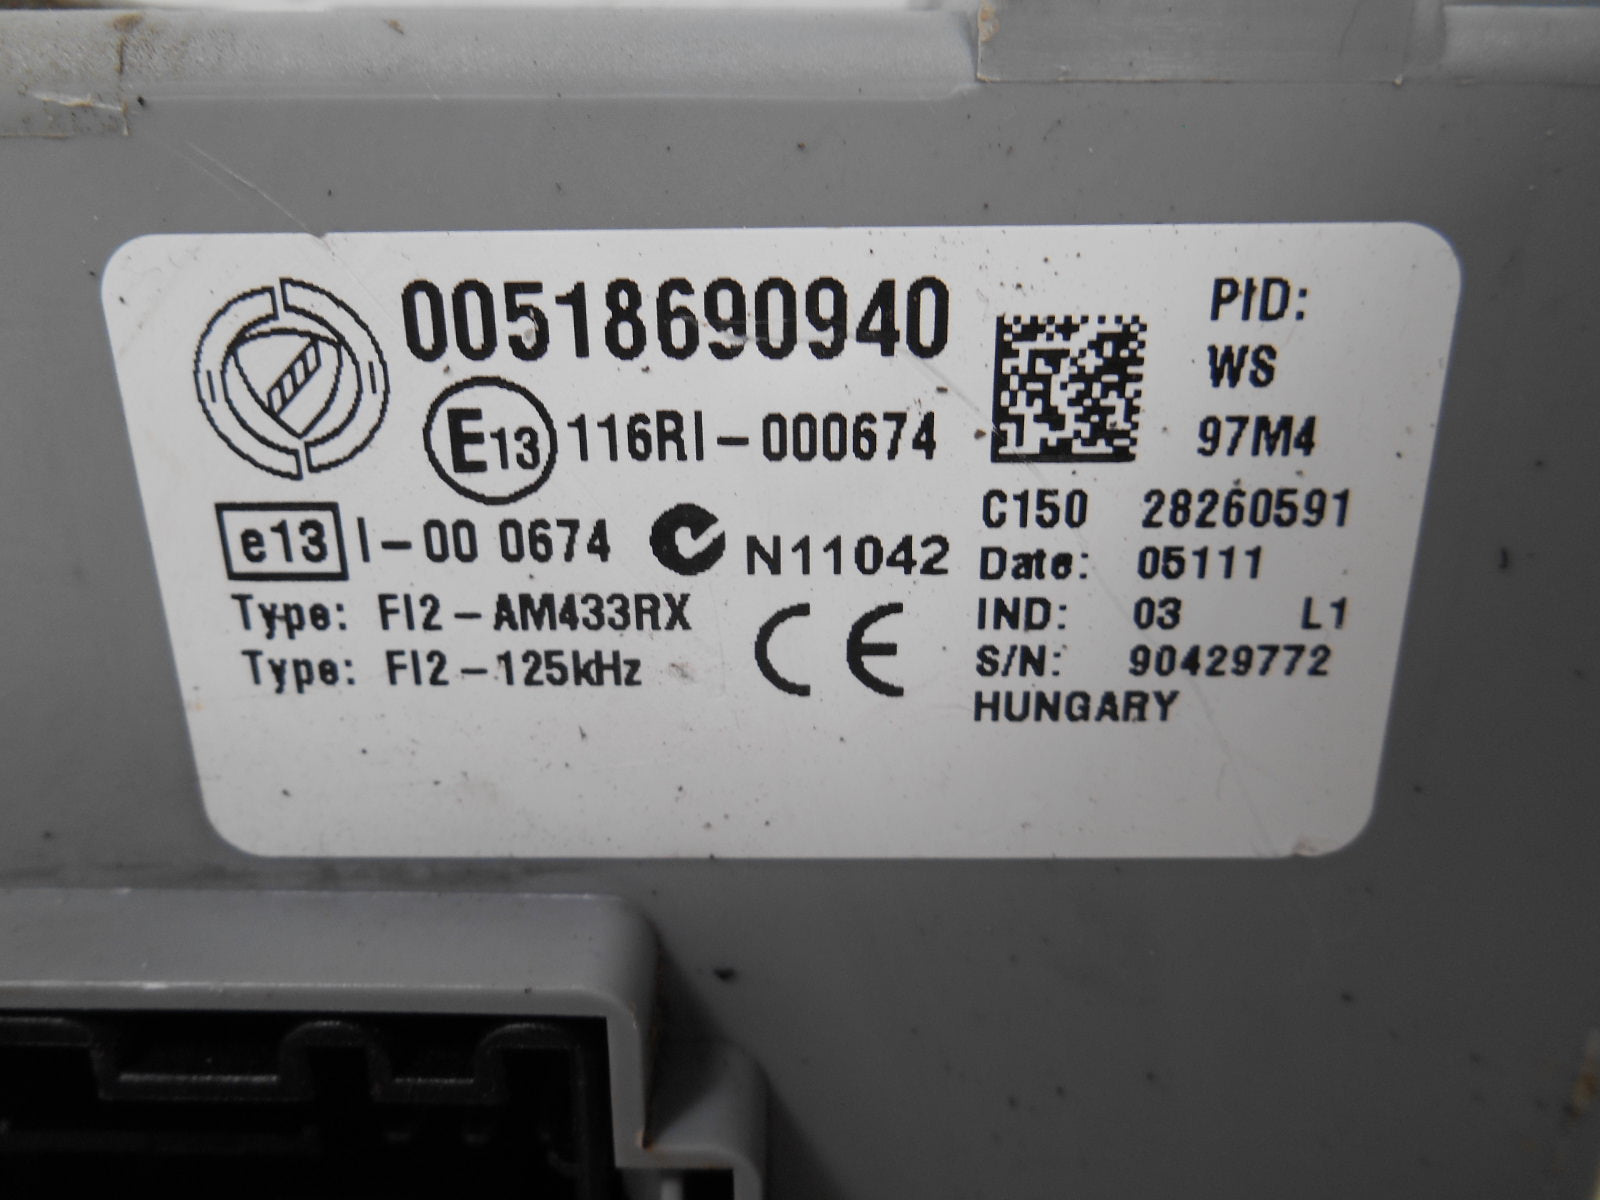 00518690940
E13 116RI-000674
e13 I-00 0674 N11042
Type: FI2-AM433RX
Type: FI2-125kHz
CE
PID:
WS
97M4
C150 28260591
Date: 05111
IND: 03 L1
S/N: 90429772
HUNGARY